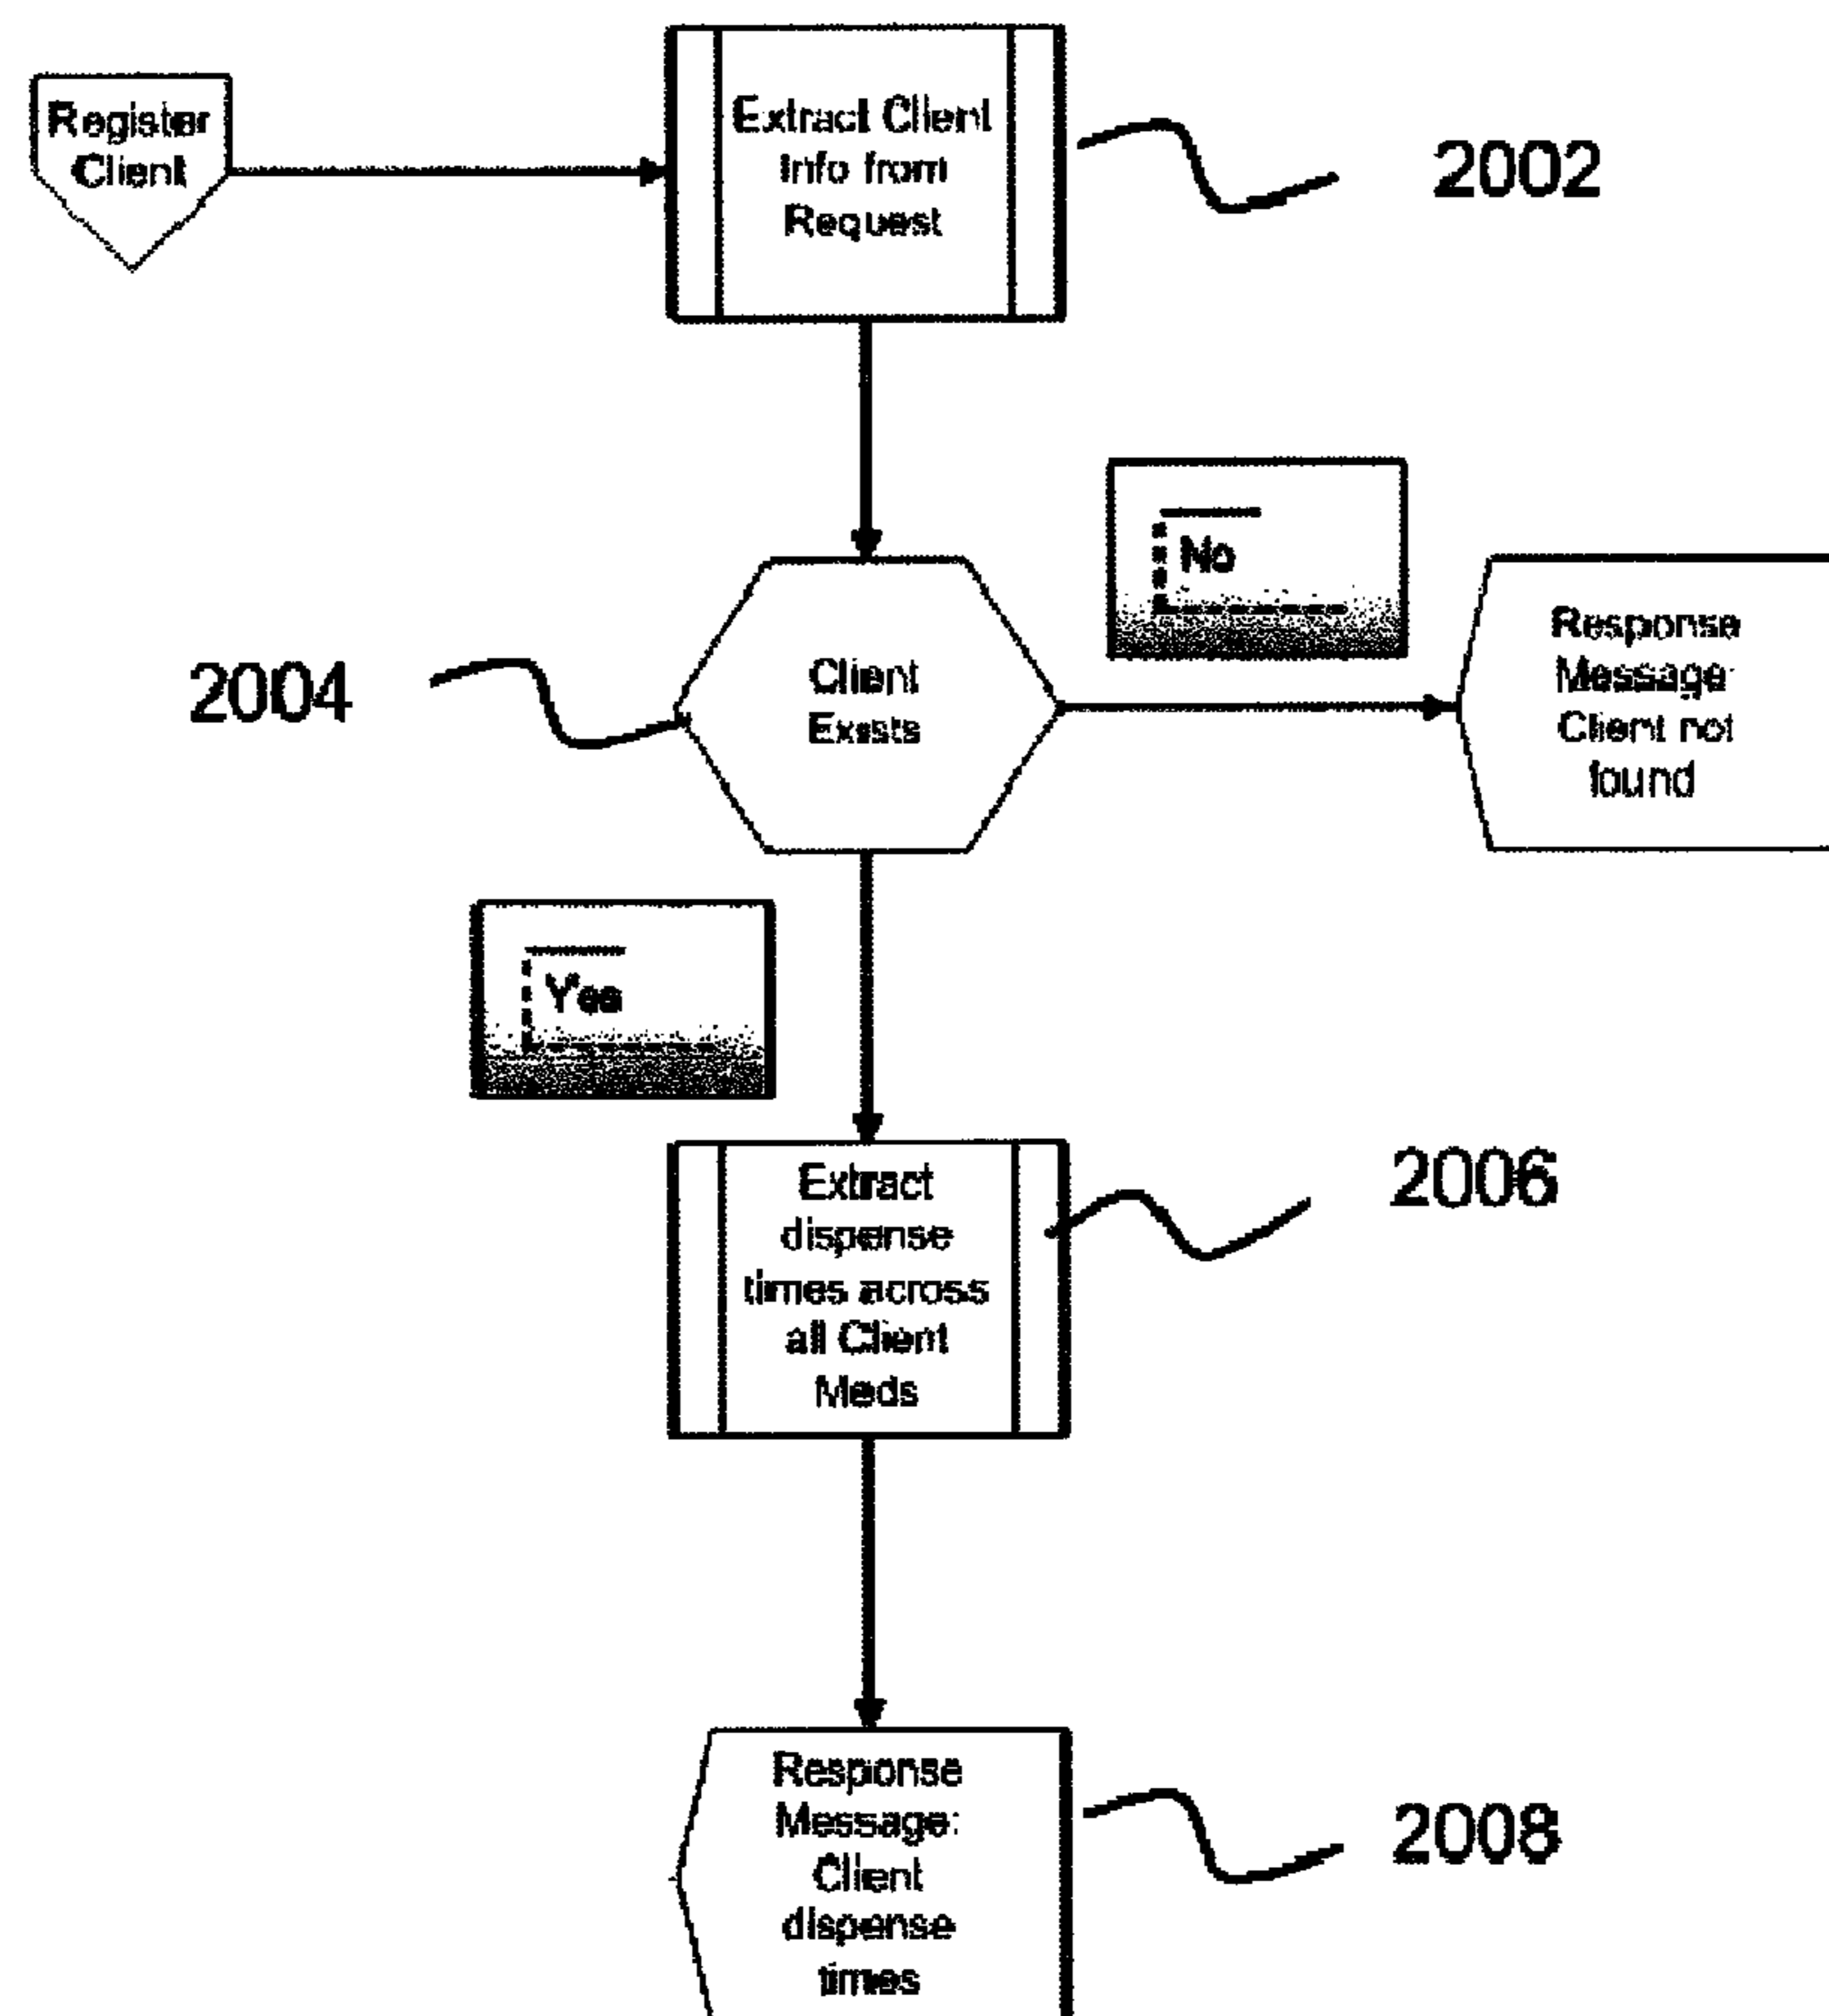 Register
Client
Extract Client
Info from
Request
2002
No
2004
Client
Exists
Response
Message:
Client not
found
Yes
Extract
dispense
times across
all Client
Meds
2006
Response
Message:
Client
dispense
times
2008